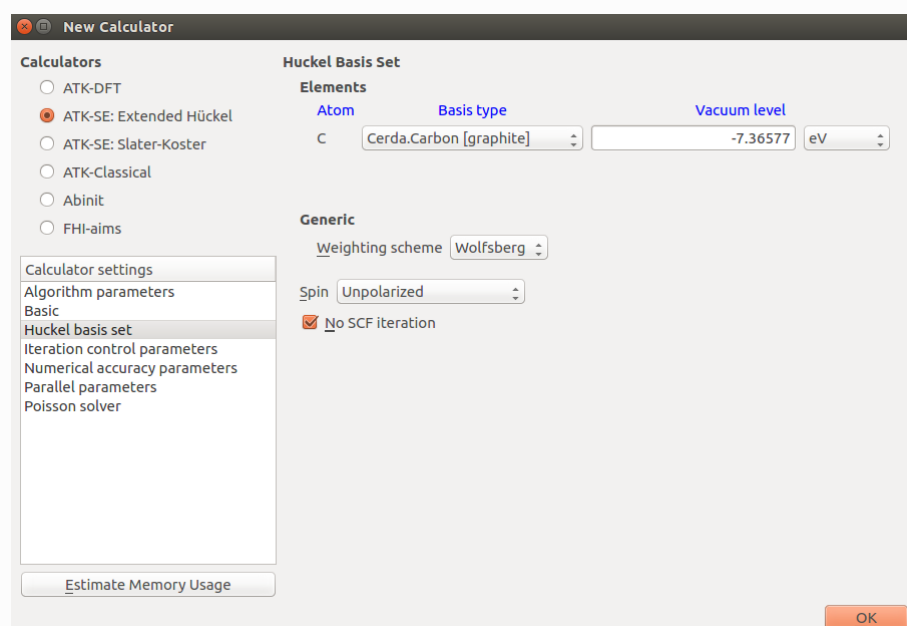 New Calculator
Calculators
ATK-DFT
ATK-SE: Extended Hückel
ATK-SE: Slater-Koster
ATK-Classical
Abinit
FHI-aims
Calculator settings
Algorithm parameters
Basic
Huckel basis set
Iteration control parameters
Numerical accuracy parameters
Parallel parameters
Poisson solver
Estimate Memory Usage
Huckel Basis Set
Elements
Atom Basis type Vacuum level
C Cerda.Carbon [graphite] -7.36577 eV
Generic
Weighting scheme Wolfsberg
Spin Unpolarized
No SCF iteration
OK